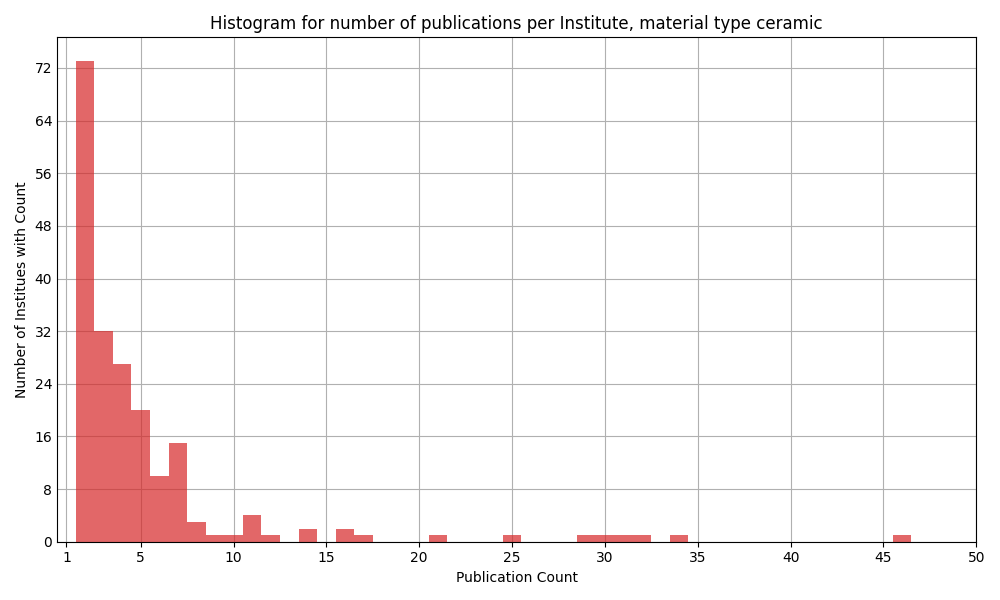 Histogram for number of publications per Institute, material type ceramic
Number of Institues with Count
72
64
56
48
40
32
24
16
8
0
1 5 10 15 20 25 30 35 40 45 50
Publication Count